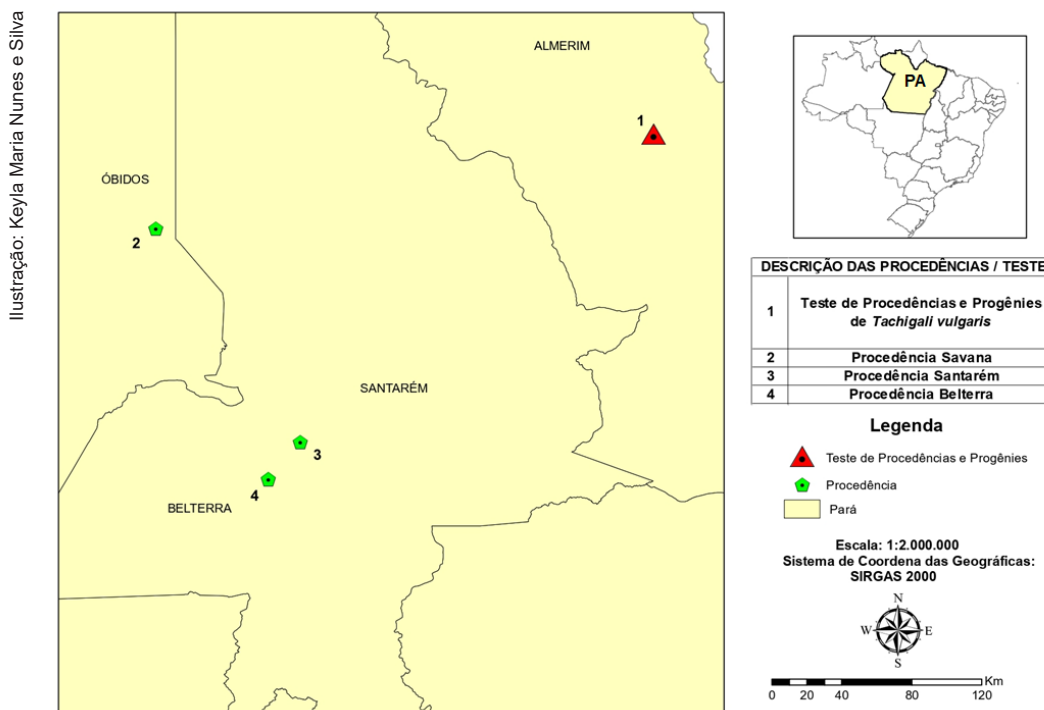 Ilustração: Keyla Maria Nunes e Silva
ALMERIM
1
ÓBIDOS
2
SANTARÉM
3
4
BELTERRA
PA
DESCRIÇÃO DAS PROCEDÊNCIAS / TESTE
1 Teste de Procedências e Progênies
de Tachigali vulgaris
2 Procedência Savana
3 Procedência Santarém
4 Procedência Belterra
Legenda
Teste de Procedências e Progênies
Procedência
Pará
Escala: 1:2.000.000
Sistema de Coordena das Geográficas:
SIRGAS 2000
N
W E
S
Km
0 20 40 80 120